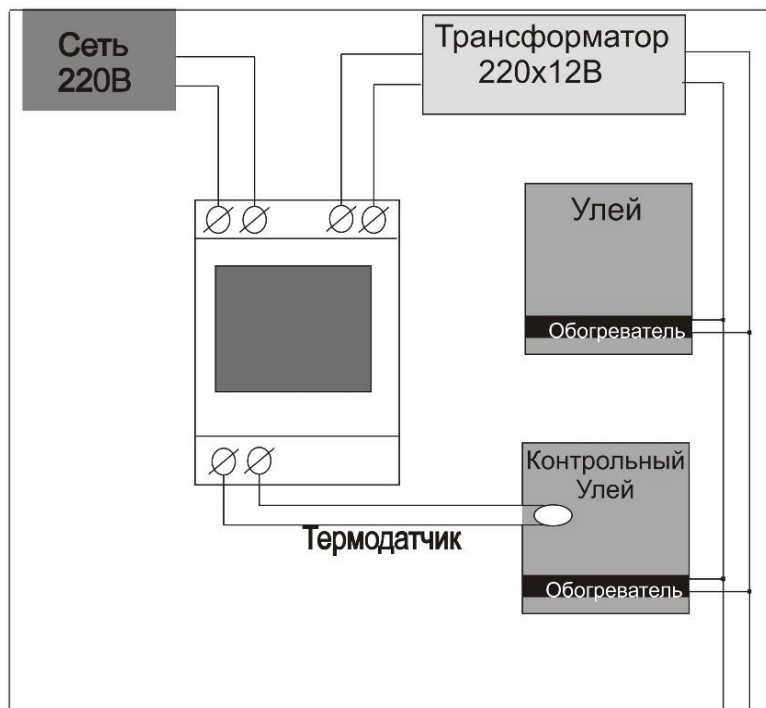 Сеть
220В
Трансформатор
220х12В
Улей
Обогреватель
Контрольный
Улей
Термодатчик
Обогреватель